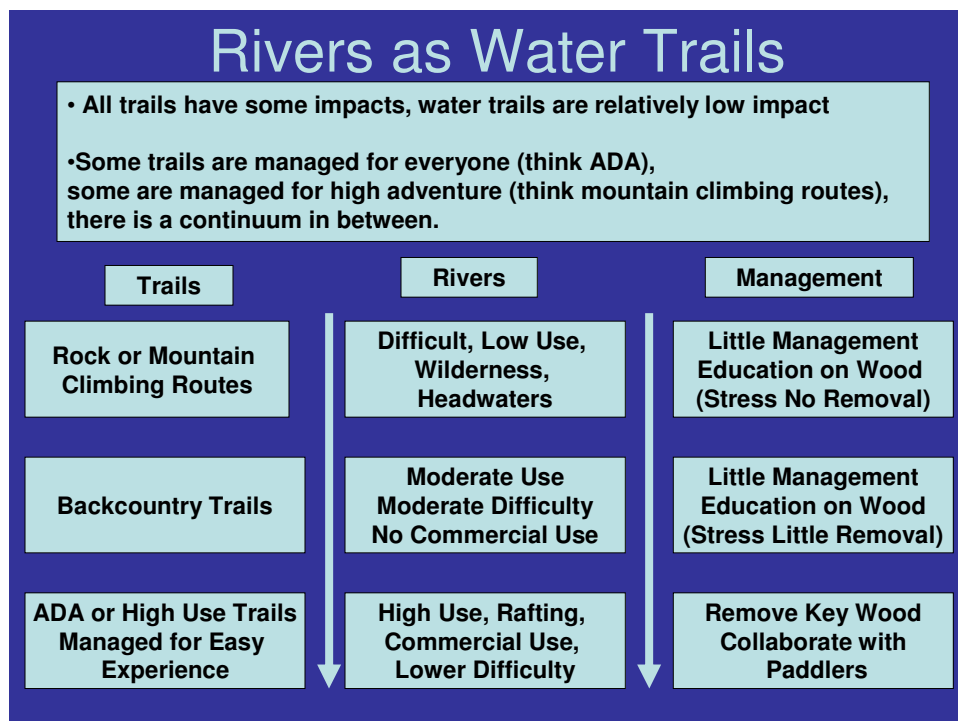 Rivers as Water Trails
• All trails have some impacts, water trails are relatively low impact
•Some trails are managed for everyone (think ADA),
some are managed for high adventure (think mountain climbing routes),
there is a continuum in between.
Trails
Rivers
Management
Rock or Mountain
Climbing Routes
Difficult, Low Use,
Wilderness,
Headwaters
Little Management
Education on Wood
(Stress No Removal)
Backcountry Trails
Moderate Use
Moderate Difficulty
No Commercial Use
Little Management
Education on Wood
(Stress Little Removal)
ADA or High Use Trails
Managed for Easy
Experience
High Use, Rafting,
Commercial Use,
Lower Difficulty
Remove Key Wood
Collaborate with
Paddlers